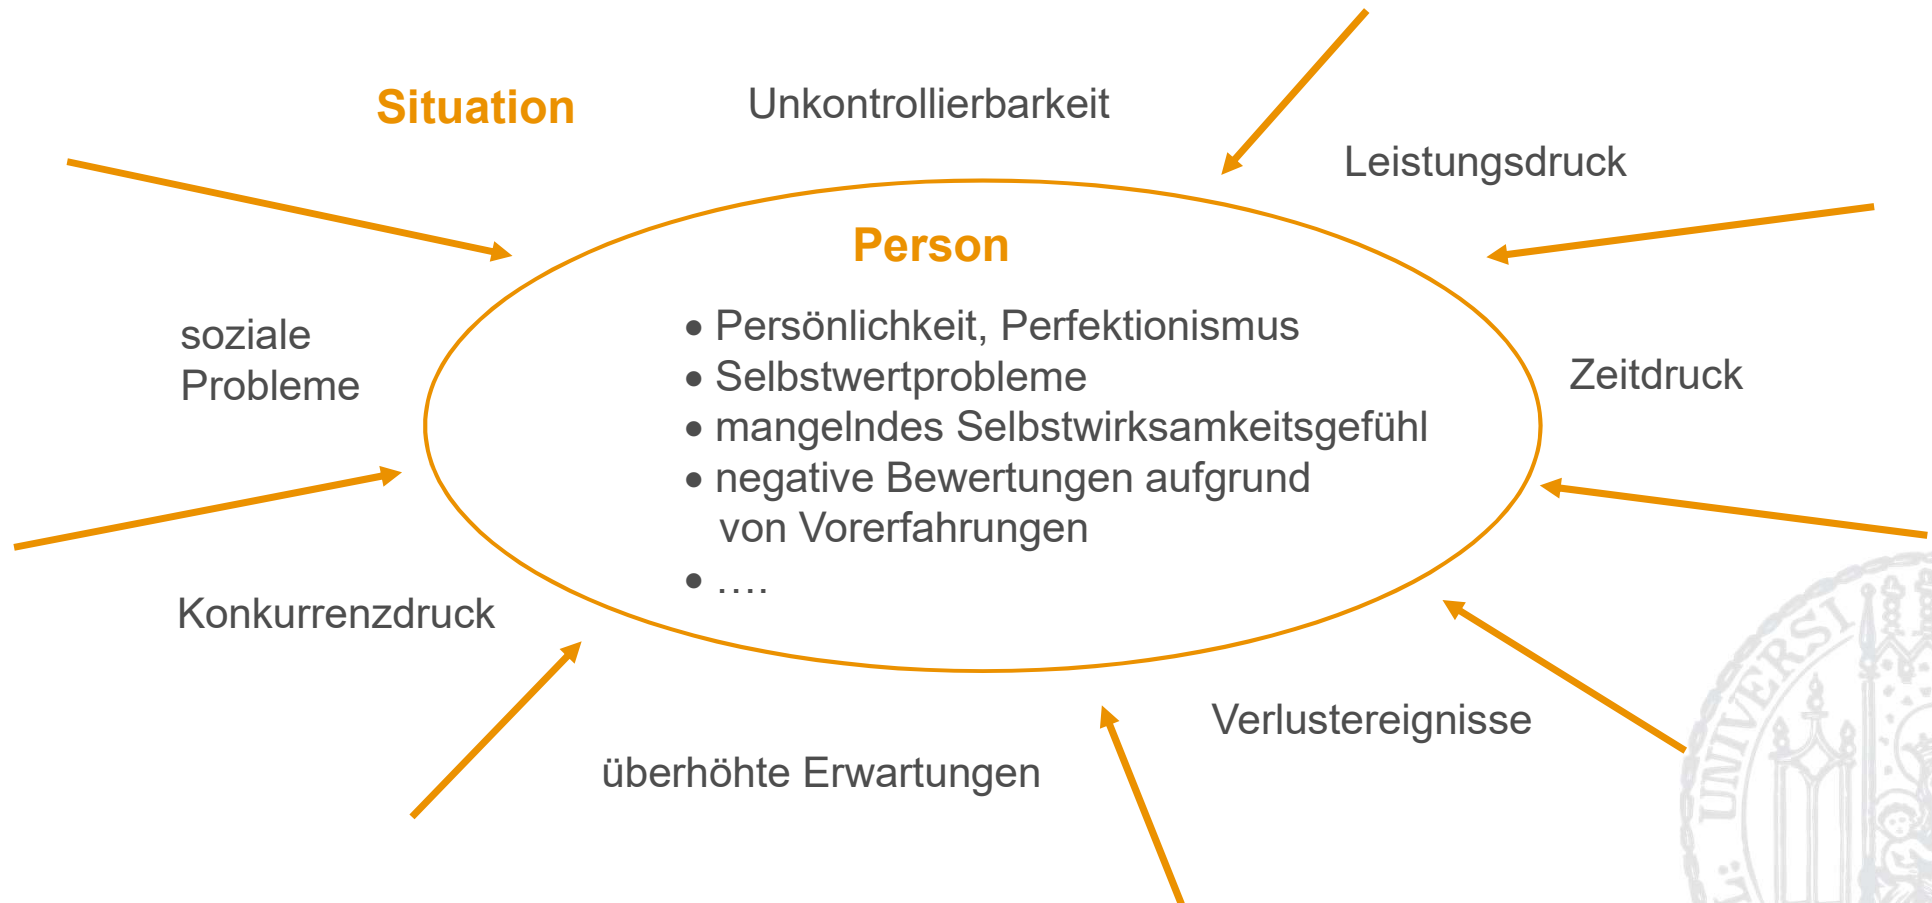 Situation
Unkontrollierbarkeit
Leistungsdruck
Person
• Persönlichkeit, Perfektionismus
• Selbstwertprobleme
• mangelndes Selbstwirksamkeitsgefühl
• negative Bewertungen aufgrund
von Vorerfahrungen
• ....
soziale
Probleme
Zeitdruck
Konkurrenzdruck
Verlustereignisse
überhöhte Erwartungen
UNIVERSI